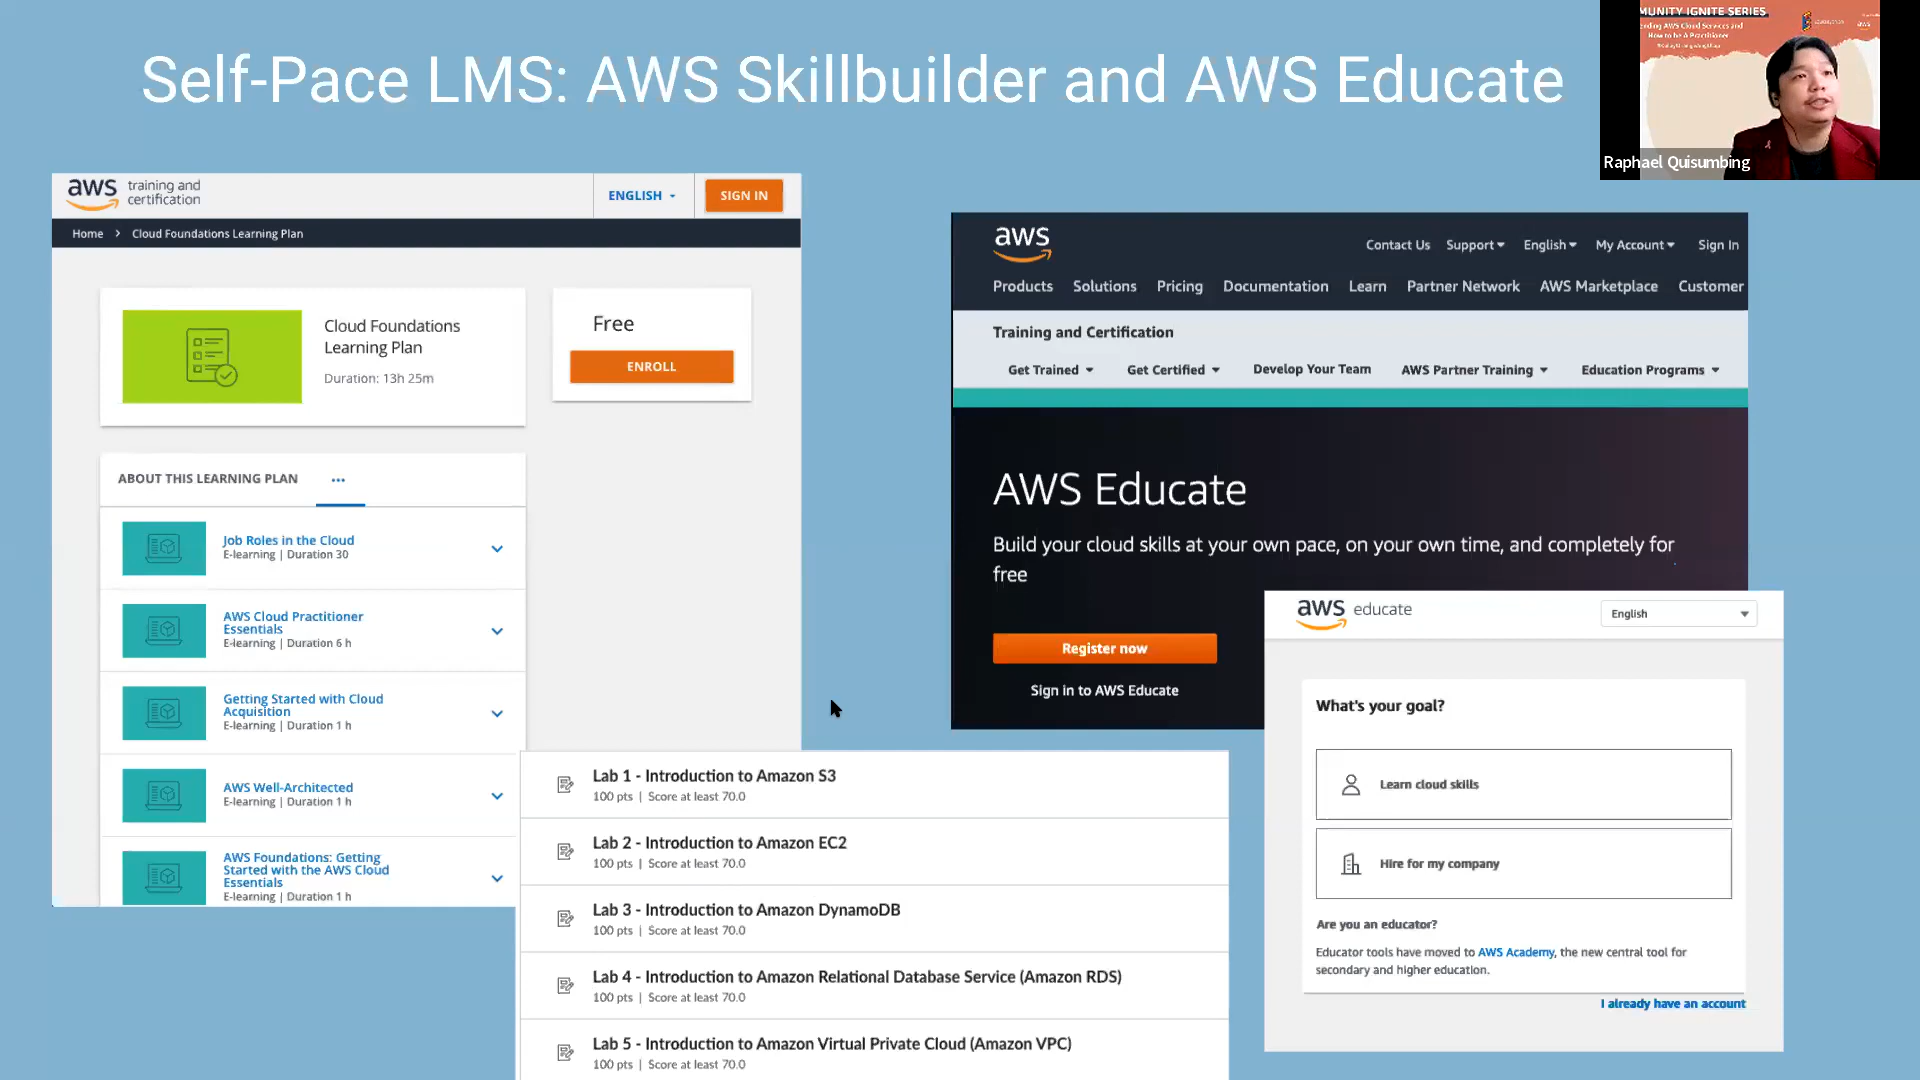 Self-Pace LMS: AWS Skillbuilder and AWS Educate
MUNITY IGNITE SERIES
nding AWS Cloud Services and
How to be A Practitioner
Raphael Quisumbing
aws training and
certification
ENGLISH
SIGN IN
Home > Cloud Foundations Learning Plan
Cloud Foundations
Learning Plan
Duration: 13h 25m
Free
ENROLL
ABOUT THIS LEARNING PLAN
...
Job Roles in the Cloud
E-learning | Duration 30
AWS Cloud Practitioner
Essentials
E-learning | Duration 6 h
Getting Started with Cloud
Acquisition
E-learning | Duration 1 h
AWS Well-Architected
E-learning | Duration 1 h
AWS Foundations: Getting
Started with the AWS Cloud
Essentials
E-learning | Duration 1 h
Lab 1 - Introduction to Amazon S3
100 pts | Score at least 70.0
Lab 2 - Introduction to Amazon EC2
100 pts | Score at least 70.0
Lab 3 - Introduction to Amazon DynamoDB
100 pts | Score at least 70.0
Lab 4 - Introduction to Amazon Relational Database Service (Amazon RDS)
100 pts | Score at least 70.0
Lab 5 - Introduction to Amazon Virtual Private Cloud (Amazon VPC)
100 pts | Score at least 70.0
aws
Contact Us Support English My Account Sign In
Products Solutions Pricing Documentation Learn Partner Network AWS Marketplace Customer
Training and Certification
Get Trained Get Certified Develop Your Team AWS Partner Training Education Programs
AWS Educate
Build your cloud skills at your own pace, on your own time, and completely for
free
Register now
Sign in to AWS Educate
aws educate
English
What's your goal?
Learn cloud skills
Hire for my company
Are you an educator?
Educator tools have moved to AWS Academy, the new central tool for
secondary and higher education.
I already have an account